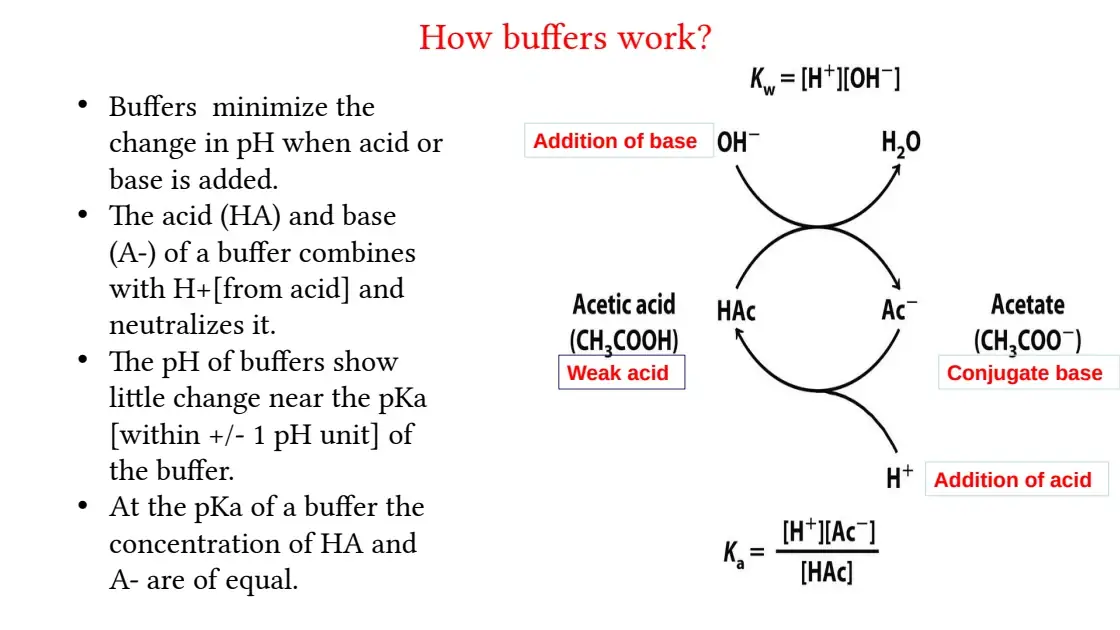 How buffers work?
• Buffers minimize the
change in pH when acid or
base is added.
• The acid (HA) and base
(A-) of a buffer combines
with H+[from acid] and
neutralizes it.
• The pH of buffers show
little change near the pKa
[within +/- 1 pH unit] of
the buffer.
• At the pKa of a buffer the
concentration of HA and
A- are of equal.
Kw = [H⁺][OH⁻]
Addition of base OH⁻ H₂O
Acetic acid
(CH₃COOH)
Weak acid
HAc Ac⁻
Acetate
(CH₃COO⁻)
Conjugate base
H⁺ Addition of acid
Kₐ = [H⁺][Ac⁻]
[HAc]